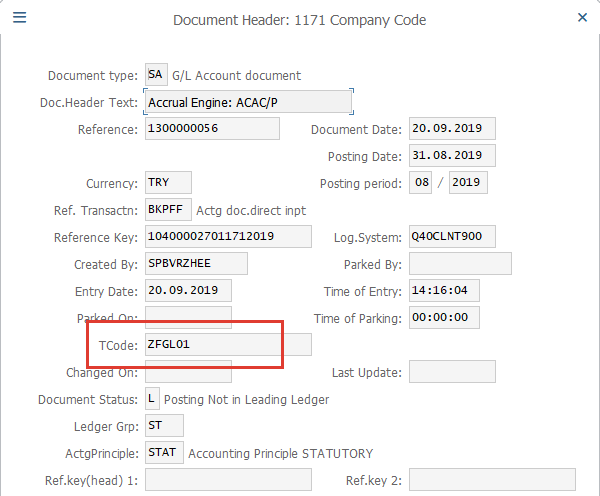 Document Header: 1171 Company Code
Document type: SA G/L Account document
Doc.Header Text: Accrual Engine: ACAC/P
Reference: 1300000056 Document Date: 20.09.2019
Posting Date: 31.08.2019
Currency: TRY Posting period: 08 / 2019
Ref. Transactn: BKPFF Actg doc.direct inpt
Reference Key: 104000027011712019 Log.System: Q40CLNT900
Created By: SPBVRZHEE Parked By:
Entry Date: 20.09.2019 Time of Entry: 14:16:04
Parked On: Time of Parking: 00:00:00
TCode: ZFGL01
Changed On: Last Update:
Document Status: L Posting Not in Leading Ledger
Ledger Grp: ST
ActgPrinciple: STAT Accounting Principle STATUTORY
Ref.key(head) 1: Ref.key 2: